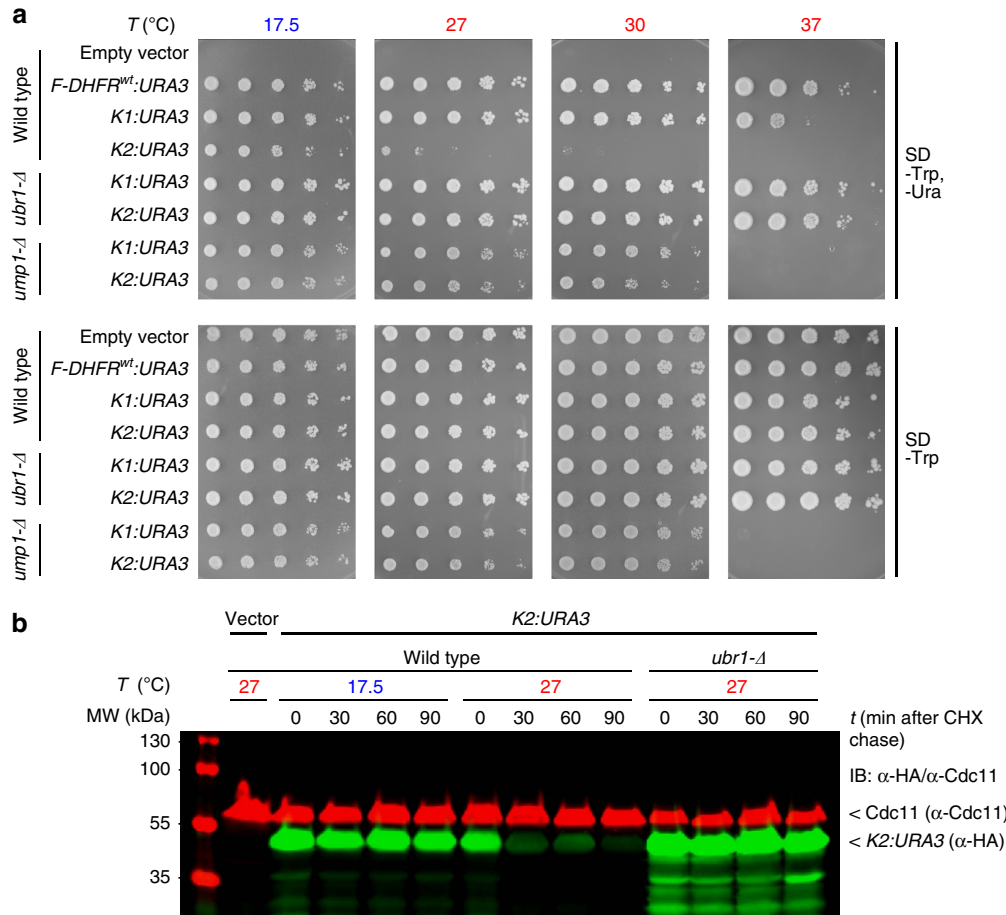 a
T (°C) 17.5 27 30 37
Wild type
Empty vector
F-DHFRwt:URA3
K1:URA3
K2:URA3
ubr1-Δ
K1:URA3
K2:URA3
ump1-Δ
K1:URA3
K2:URA3
SD
-Trp,
-Ura
Wild type
Empty vector
F-DHFRwt:URA3
K1:URA3
K2:URA3
ubr1-Δ
K1:URA3
K2:URA3
ump1-Δ
K1:URA3
K2:URA3
SD
-Trp
b
Vector K2:URA3
Wild type ubr1-Δ
T (°C) 27 17.5 27 27
MW (kDa) 0 30 60 90 0 30 60 90 0 30 60 90 t (min after CHX
chase)
130
100
55
35
IB: α-HA/α-Cdc11
< Cdc11 (α-Cdc11)
< K2:URA3 (α-HA)